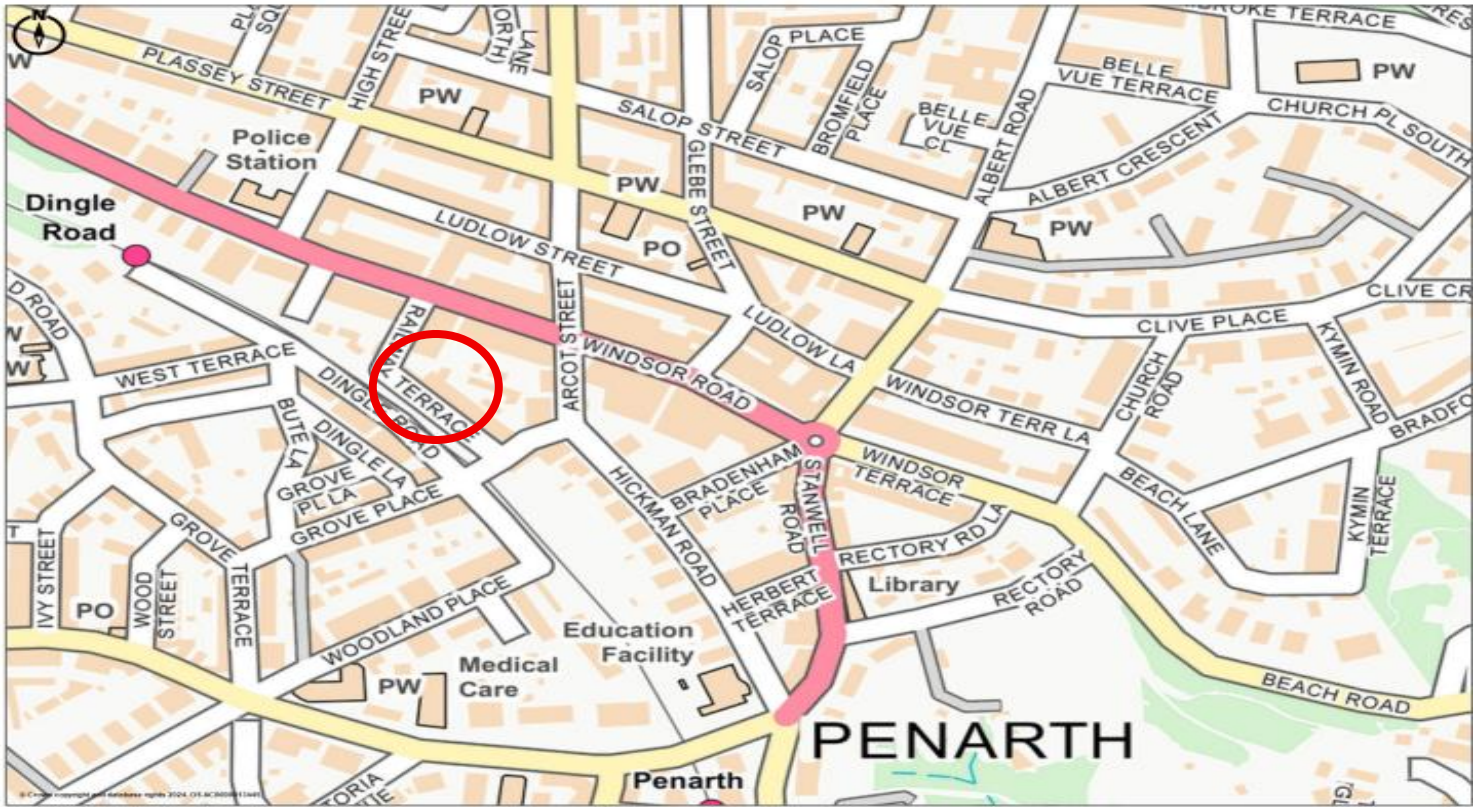 N
PLASSEY STREET
HIGH STREET
LANE
NORTH)
PW
Police
Station
Dingle
Road
LUDLOW STREET
SALOP PLACE
SALOP STREET
BROMFIELD
PLACE
BELLE
VUE
CL
BELLE
VUE TERRACE
ALBERT ROAD
ALBERT CRESCENT
CHURCH PL SOUTH
PW
PW
PW
PW
PO
GLEBE STREET
ARCOT STREET
RAILWAY TERRACE
WINDSOR ROAD
LUDLOW LA
WINDSOR TERR LA
CLIVE PLACE
CLIVE CR
CHURCH
ROAD
KYMIN ROAD
BRADFO
KYMIN
TERRACE
BEACH LANE
WINDSOR
TERRACE
BRADENHAM
PLACE
STANWELL
ROAD
HICKMAN ROAD
HERBERT
TERRACE
RECTORY RD LA
Library
RECTORY
ROAD
BEACH ROAD
D ROAD
WEST TERRACE
DINGLE ROAD
DINGLE LA
BUTE LA
GROVE
PL LA
GROVE PLACE
GROVE
TERRACE
IVY STREET
WOOD
STREET
PO
WOODLAND PLACE
PW
Medical
Care
Education
Facility
PENARTH
Penarth